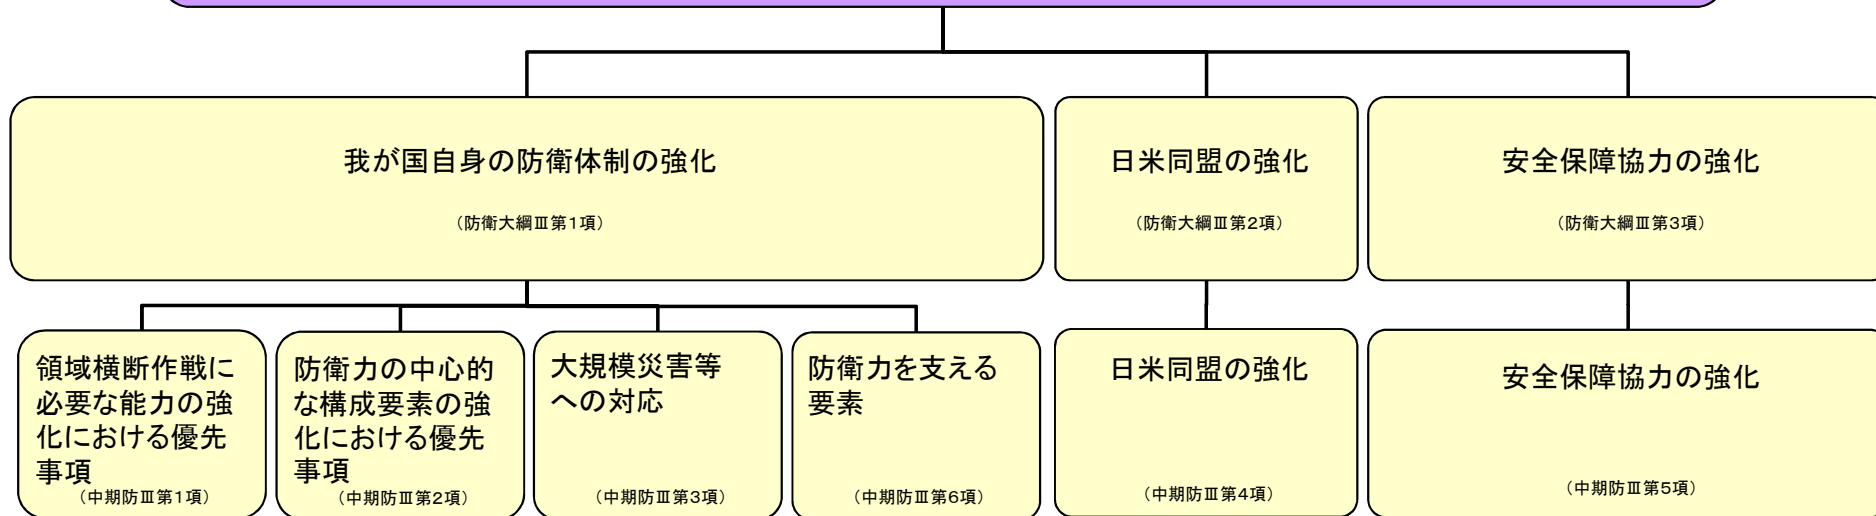 我が国自身の防衛体制の強化
（防衛大綱Ⅲ第1項）
日米同盟の強化
（防衛大綱Ⅲ第2項）
安全保障協力の強化
（防衛大綱Ⅲ第3項）
領域横断作戦に
必要な能力の強
化における優先
事項
（中期防Ⅲ第1項）
防衛力の中心的
な構成要素の強
化における優先
事項
（中期防Ⅲ第2項）
大規模災害等
への対応
（中期防Ⅲ第3項）
防衛力を支える
要素
（中期防Ⅲ第6項）
日米同盟の強化
（中期防Ⅲ第4項）
安全保障協力の強化
（中期防Ⅲ第5項）